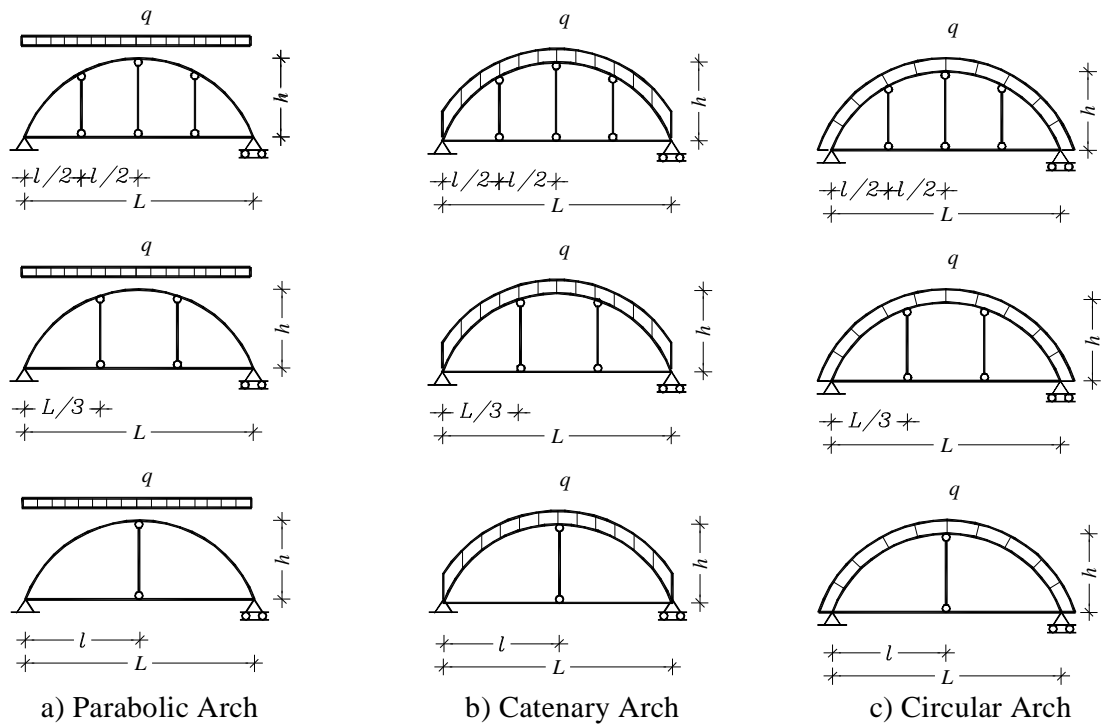 q q q
h h h
l/2 l/2 l/2 l/2 l/2 l/2
L L L
q q q
h h h
L/3 L/3 L/3
L L L
q q q
h h h
l l l
L L L
a) Parabolic Arch b) Catenary Arch c) Circular Arch